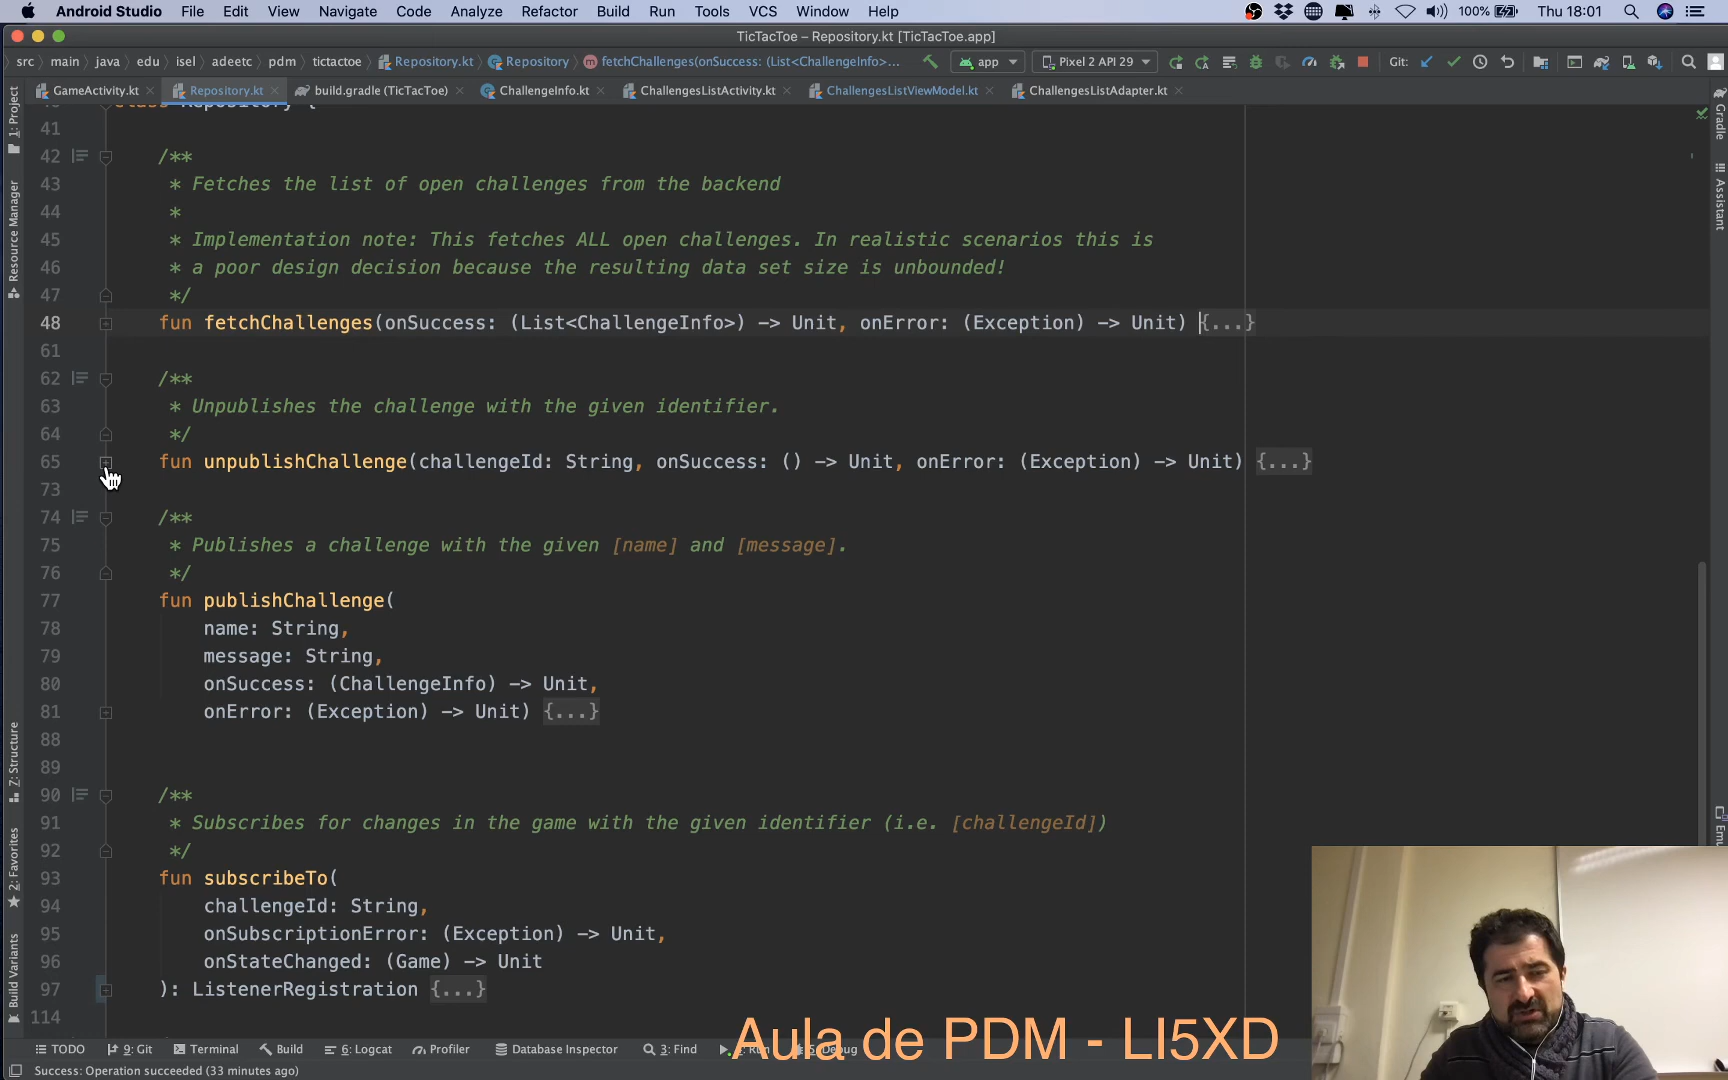 Android Studio File Edit View Navigate Code Analyze Refactor Build Run Tools VCS Window Help 100% Thu 18:01
TicTacToe – Repository.kt [TicTacToe.app]
src main java edu isel adeetc pdm tictactoe Repository.kt Repository fetchChallenges(onSuccess: (List<ChallengeInfo>... app Pixel 2 API 29 Git:
GameActivity.kt Repository.kt build.gradle (TicTacToe) ChallengeInfo.kt ChallengesListActivity.kt ChallengesListViewModel.kt ChallengesListAdapter.kt
41
42 /**
43 * Fetches the list of open challenges from the backend
44 *
45 * Implementation note: This fetches ALL open challenges. In realistic scenarios this is
46 * a poor design decision because the resulting data set size is unbounded!
47 */
48 fun fetchChallenges(onSuccess: (List<ChallengeInfo>) -> Unit, onError: (Exception) -> Unit) {...}
61
62 /**
63 * Unpublishes the challenge with the given identifier.
64 */
65 fun unpublishChallenge(challengeId: String, onSuccess: () -> Unit, onError: (Exception) -> Unit) {...}
73
74 /**
75 * Publishes a challenge with the given [name] and [message].
76 */
77 fun publishChallenge(
78 name: String,
79 message: String,
80 onSuccess: (ChallengeInfo) -> Unit,
81 onError: (Exception) -> Unit) {...}
88
89
90 /**
91 * Subscribes for changes in the game with the given identifier (i.e. [challengeId])
92 */
93 fun subscribeTo(
94 challengeId: String,
95 onSubscriptionError: (Exception) -> Unit,
96 onStateChanged: (Game) -> Unit
97 ): ListenerRegistration {...}
114
1: Project
Resource Manager
7: Structure
2: Favorites
Build Variants
Gradle
Assistant
Aula de PDM - LI5XD
TODO 9: Git Terminal Build 6: Logcat Profiler Database Inspector 3: Find
Success: Operation succeeded (33 minutes ago)